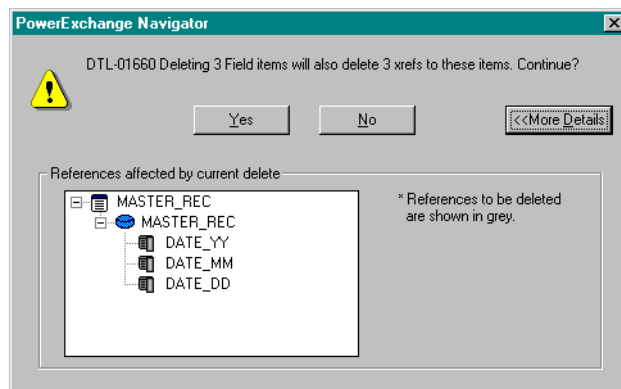 PowerExchange Navigator
DTL-01660 Deleting 3 Field items will also delete 3 xrefs to these items. Continue?
Yes
No
<<More Details
References affected by current delete
MASTER_REC
MASTER_REC
DATE_YY
DATE_MM
DATE_DD
* References to be deleted
are shown in grey.